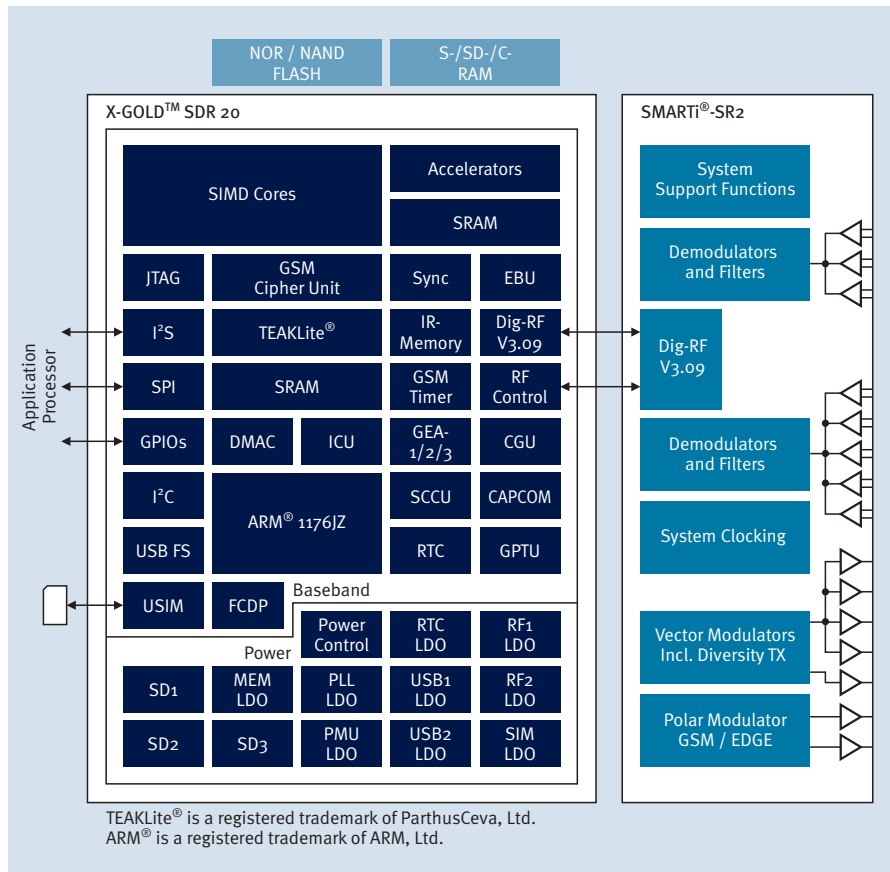 NOR / NAND
FLASH
S-/SD-/C-
RAM
X-GOLD™ SDR 20
SMARTi®-SR2
SIMD Cores
Accelerators
SRAM
JTAG
GSM
Cipher Unit
Sync
EBU
I²S
TEAKLite®
IR-
Memory
Dig-RF
V3.09
SPI
SRAM
GSM
Timer
RF
Control
GPIOs
DMAC
ICU
GEA-
1/2/3
CGU
I²C
ARM® 1176JZ
SCCU
CAPCOM
USB FS
RTC
GPTU
USIM
FCDP
Baseband
Application
Processor
Power
Power
Control
RTC
LDO
RF1
LDO
SD1
MEM
LDO
PLL
LDO
USB1
LDO
RF2
LDO
SD2
SD3
PMU
LDO
USB2
LDO
SIM
LDO
System
Support Functions
Demodulators
and Filters
Dig-RF
V3.09
Demodulators
and Filters
System Clocking
Vector Modulators
Incl. Diversity TX
Polar Modulator
GSM / EDGE
TEAKLite® is a registered trademark of ParthusCeva, Ltd.
ARM® is a registered trademark of ARM, Ltd.